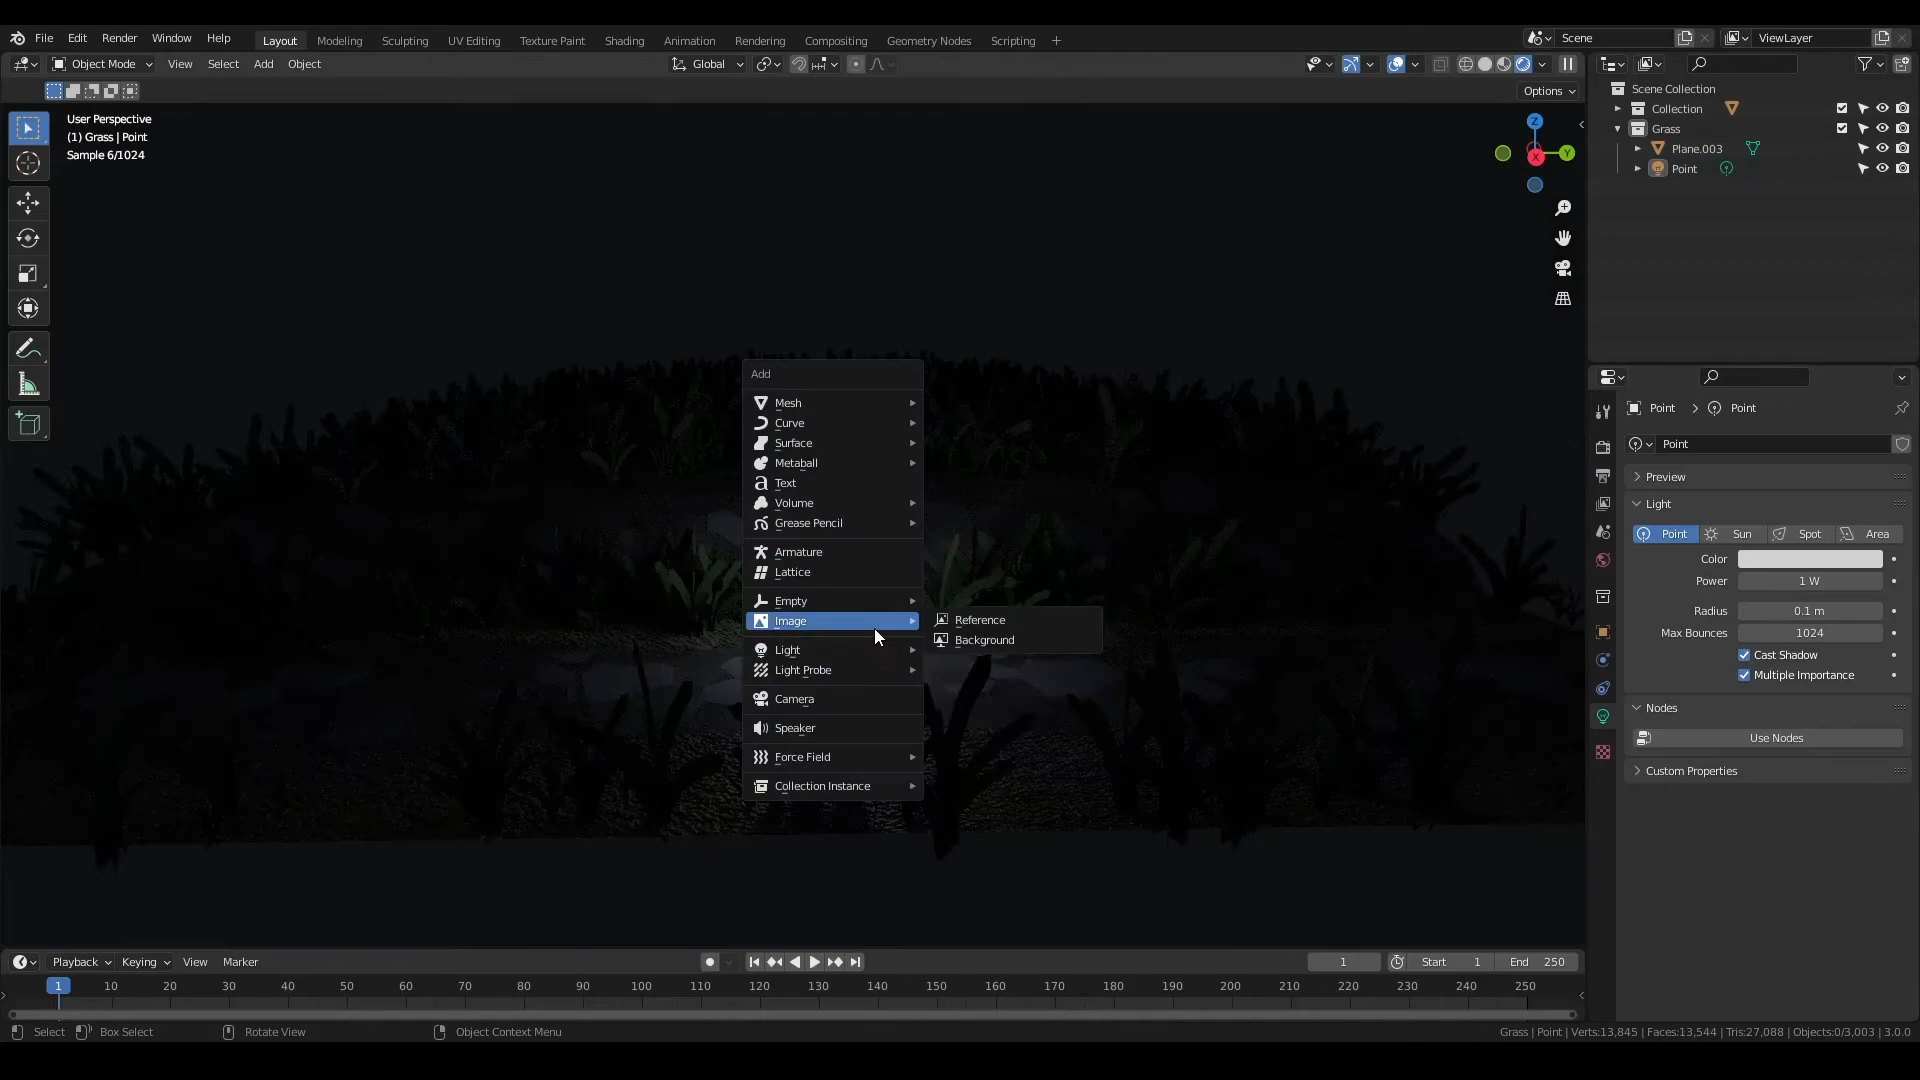 File Edit Render Window Help Layout Modeling Sculpting UV Editing Texture Paint Shading Animation Rendering Compositing Geometry Nodes Scripting + Scene ViewLayer
Object Mode View Select Add Object Global
Options
User Perspective
(1) Grass | Point
Sample 6/1024
Z
Y
X
Scene Collection
Collection
Grass
Plane.003
Point
Add
Mesh
Curve
Surface
Metaball
Text
Volume
Grease Pencil
Armature
Lattice
Empty
Image
Light
Light Probe
Camera
Speaker
Force Field
Collection Instance
Reference
Background
Point > Point
Point
Preview
Light
Point Sun Spot Area
Color
Power 1 W
Radius 0.1 m
Max Bounces 1024
Cast Shadow
Multiple Importance
Nodes
Use Nodes
Custom Properties
Playback Keying View Marker 1 Start 1 End 250
1 10 20 30 40 50 60 70 80 90 100 110 120 130 140 150 160 170 180 190 200 210 220 230 240 250
Select Box Select Rotate View Object Context Menu Grass | Point | Verts:13,845 | Faces:13,544 | Tris:27,088 | Objects:0/3,003 | 3.0.0